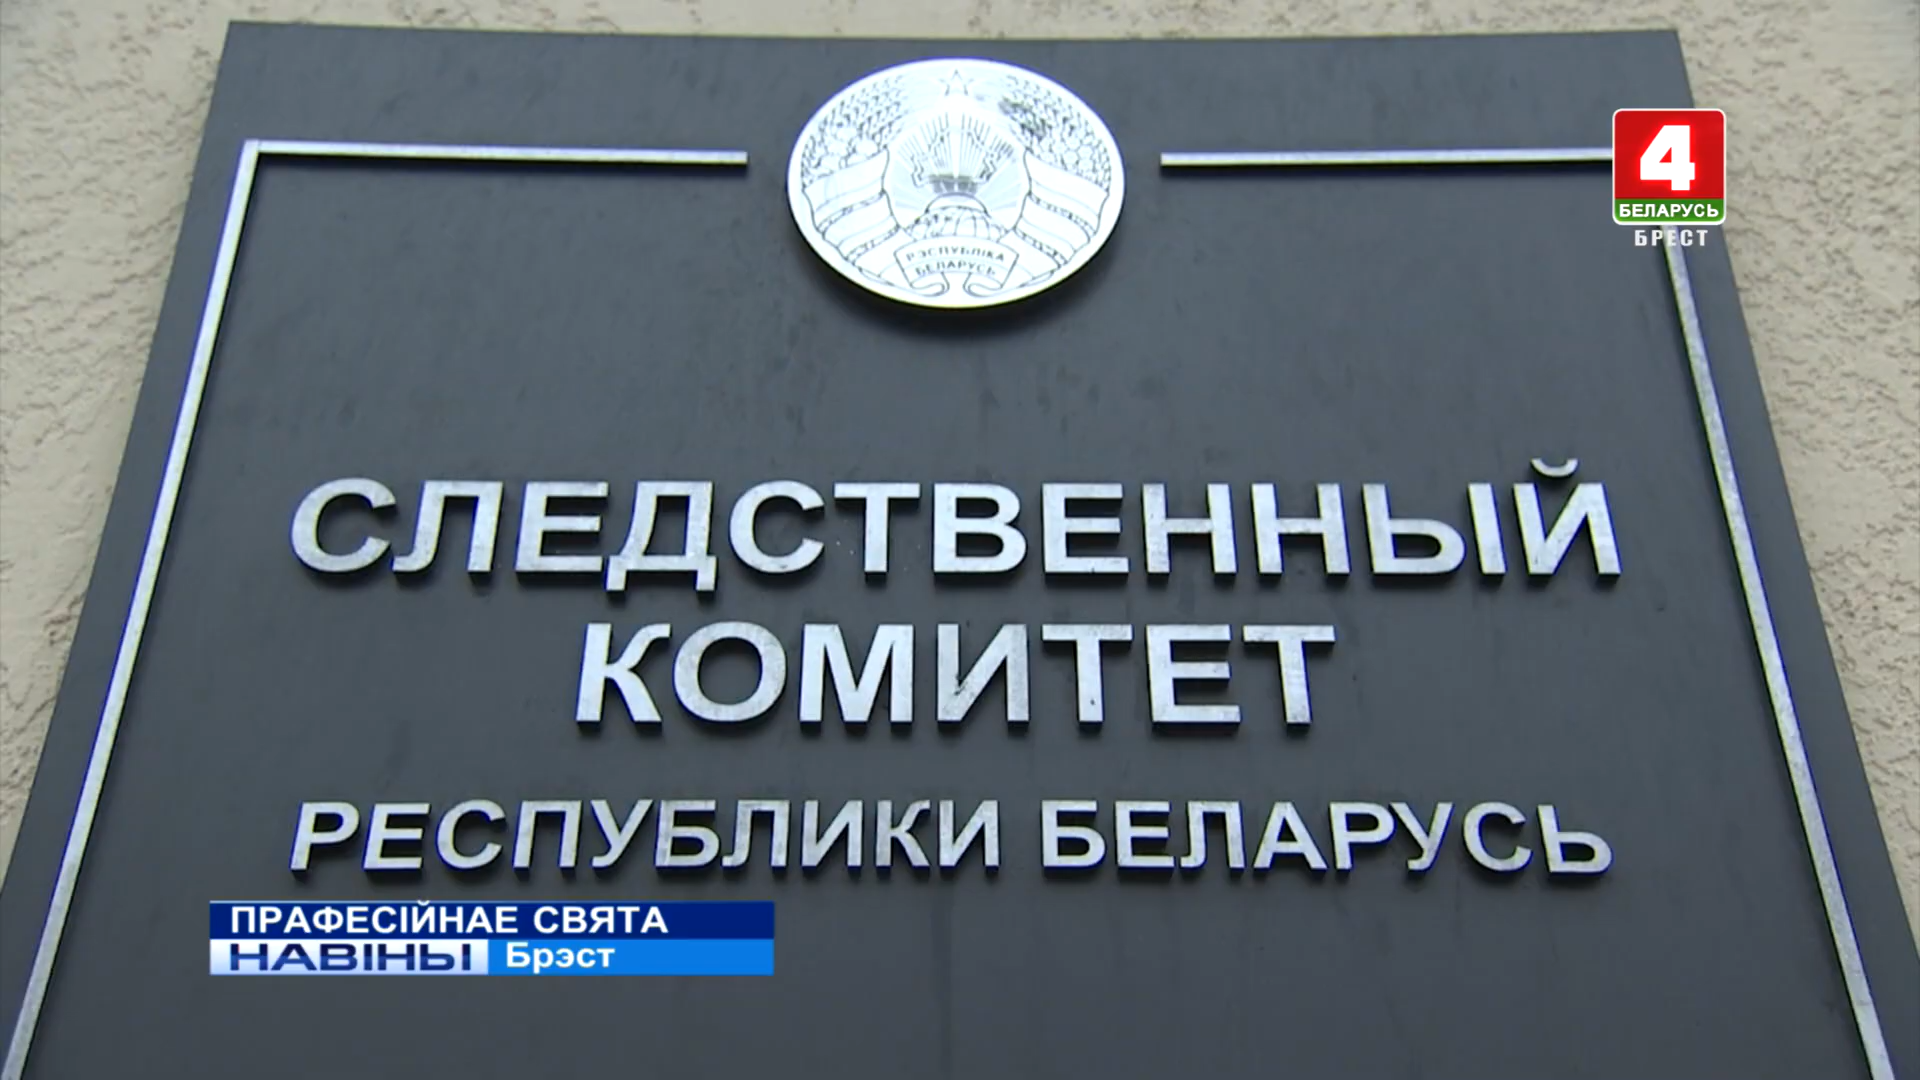 РЭСПУБЛІКА
БЕЛАРУСЬ
4
БЕЛАРУСЬ
БРЕСТ
СЛЕДСТВЕННЫЙ
КОМИТЕТ
РЕСПУБЛИКИ БЕЛАРУСЬ
ПРАФЕСІЙНАЕ СВЯТА
НАВІНЫ Брэст